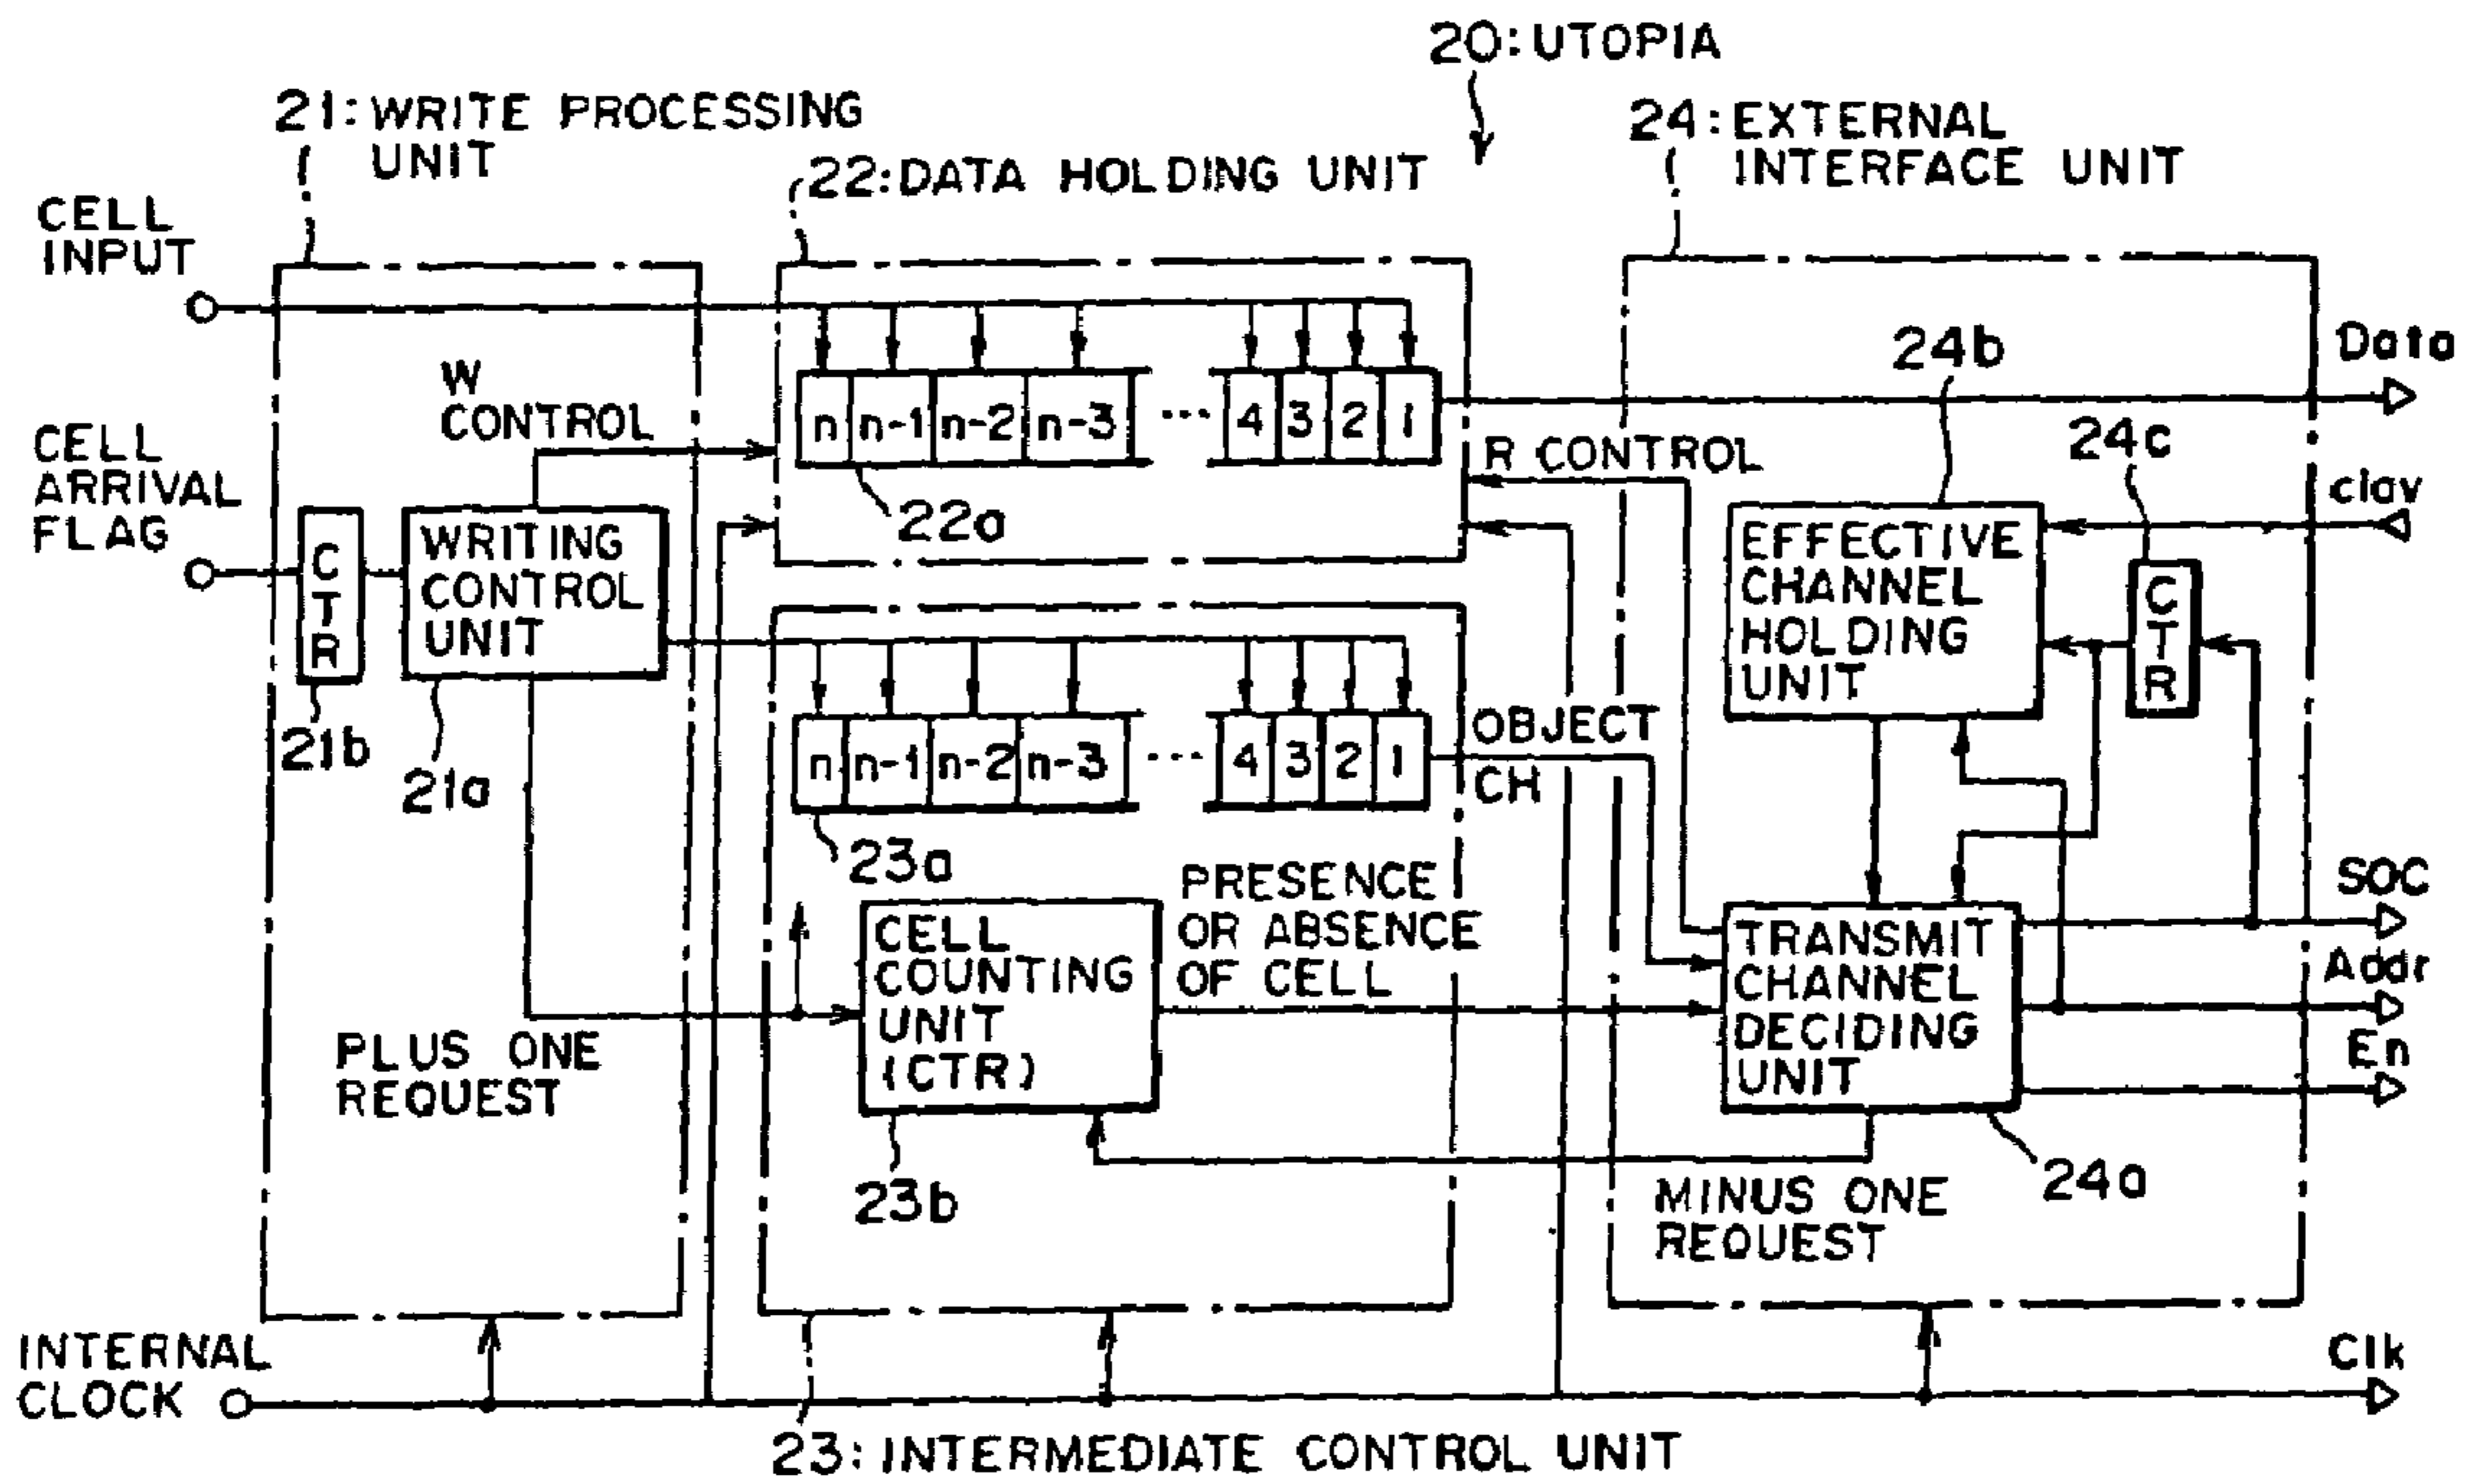 20: UTOPIA
21: WRITE PROCESSING
UNIT
22: DATA HOLDING UNIT
24: EXTERNAL
INTERFACE UNIT
CELL
INPUT
Data
24b
W
CONTROL
n n-1 n-2 n-3 ... 4 3 2 1
24c
CELL
ARRIVAL
FLAG
R CONTROL
clav
22a
CTR
WRITING
CONTROL
UNIT
EFFECTIVE
CHANNEL
HOLDING
UNIT
CTR
21b
21a
n n-1 n-2 n-3 ... 4 3 2 1
OBJECT
CH
23a
PRESENCE
OR ABSENCE
OF CELL
SOC
Addr
En
CELL
COUNTING
UNIT
(CTR)
TRANSMIT
CHANNEL
DECIDING
UNIT
PLUS ONE
REQUEST
23b
24a
MINUS ONE
REQUEST
INTERNAL
CLOCK
Clk
23: INTERMEDIATE CONTROL UNIT